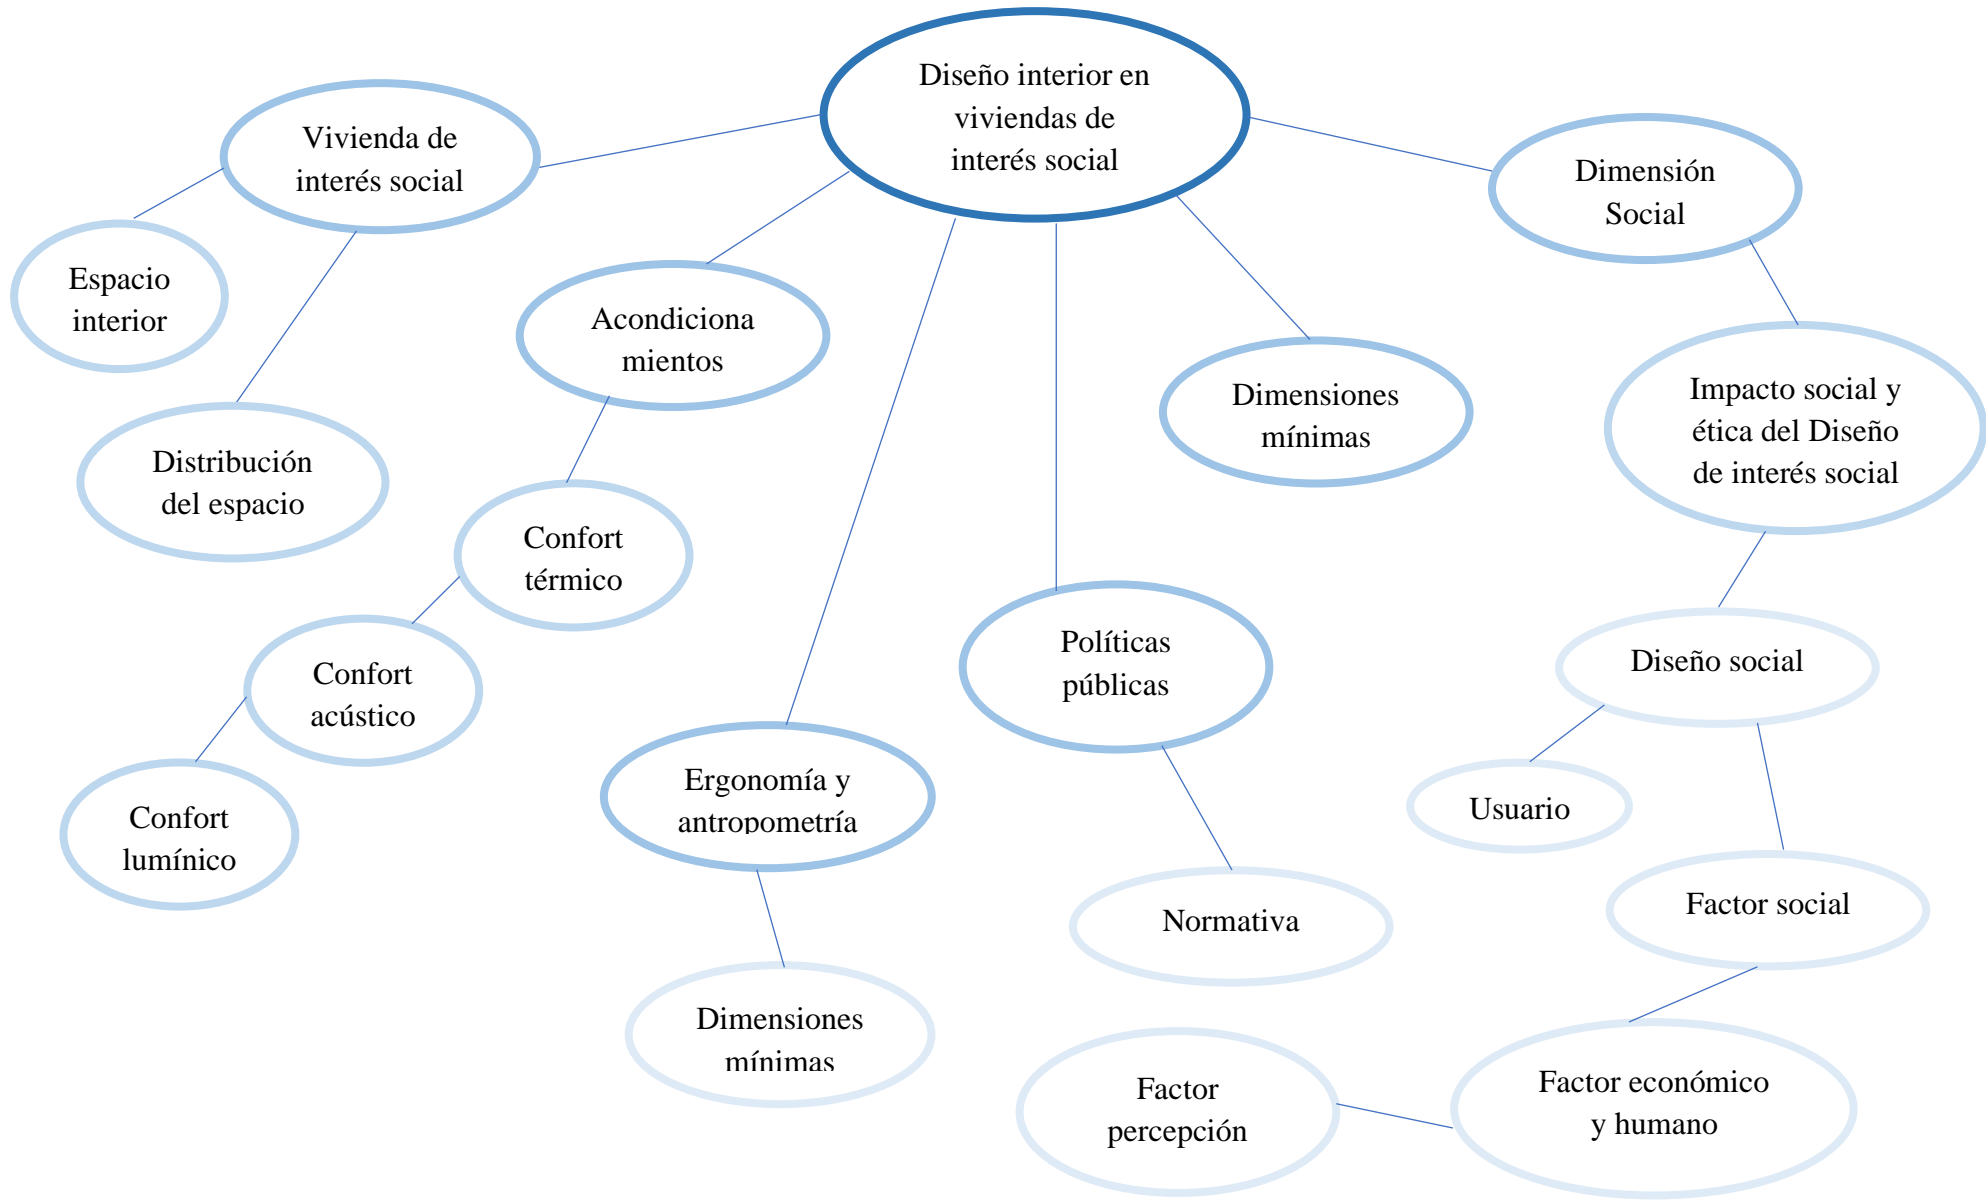 Diseño interior en
viviendas de
interés social
Vivienda de
interés social
Dimensión
Social
Espacio
interior
Acondiciona
mientos
Dimensiones
mínimas
Impacto social y
ética del Diseño
de interés social
Distribución
del espacio
Confort
térmico
Políticas
públicas
Diseño social
Confort
acústico
Ergonomía y
antropometría
Usuario
Confort
lumínico
Normativa
Factor social
Dimensiones
mínimas
Factor
percepción
Factor económico
y humano